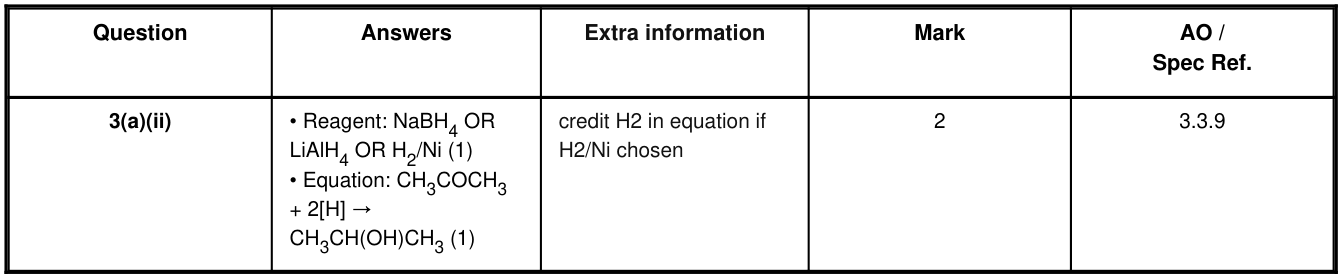 Question Answers Extra information Mark AO /
Spec Ref.
3(a)(ii)
• Reagent: NaBH₄ OR
LiAlH₄ OR H₂/Ni (1)
• Equation: CH₃COCH₃
+ 2[H] →
CH₃CH(OH)CH₃ (1)
credit H2 in equation if
H2/Ni chosen
2
3.3.9